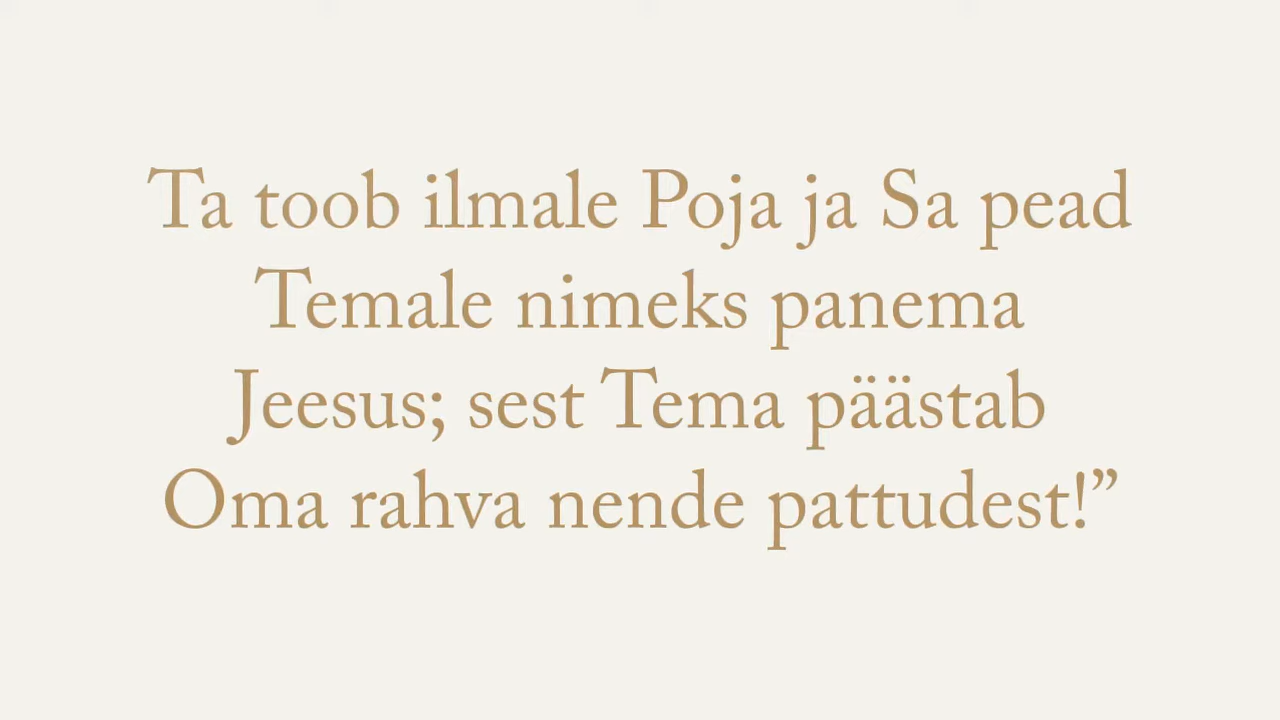 Ta toob ilmale Poja ja Sa pead
Temale nimeks panema
Jeesus; sest Tema päästab
Oma rahva nende pattudest!”